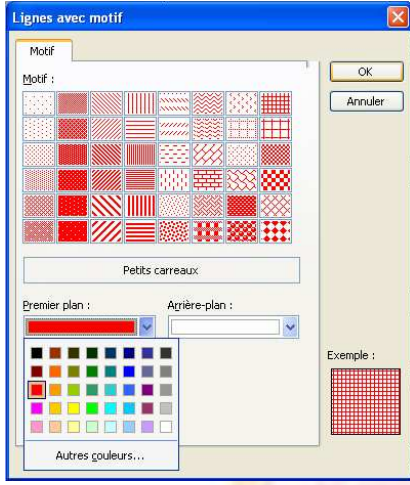 Lignes avec motif
Motif
Motif :
OK
Annuler
Petits carreaux
Premier plan :
Arrière-plan :
Exemple :
Autres couleurs...